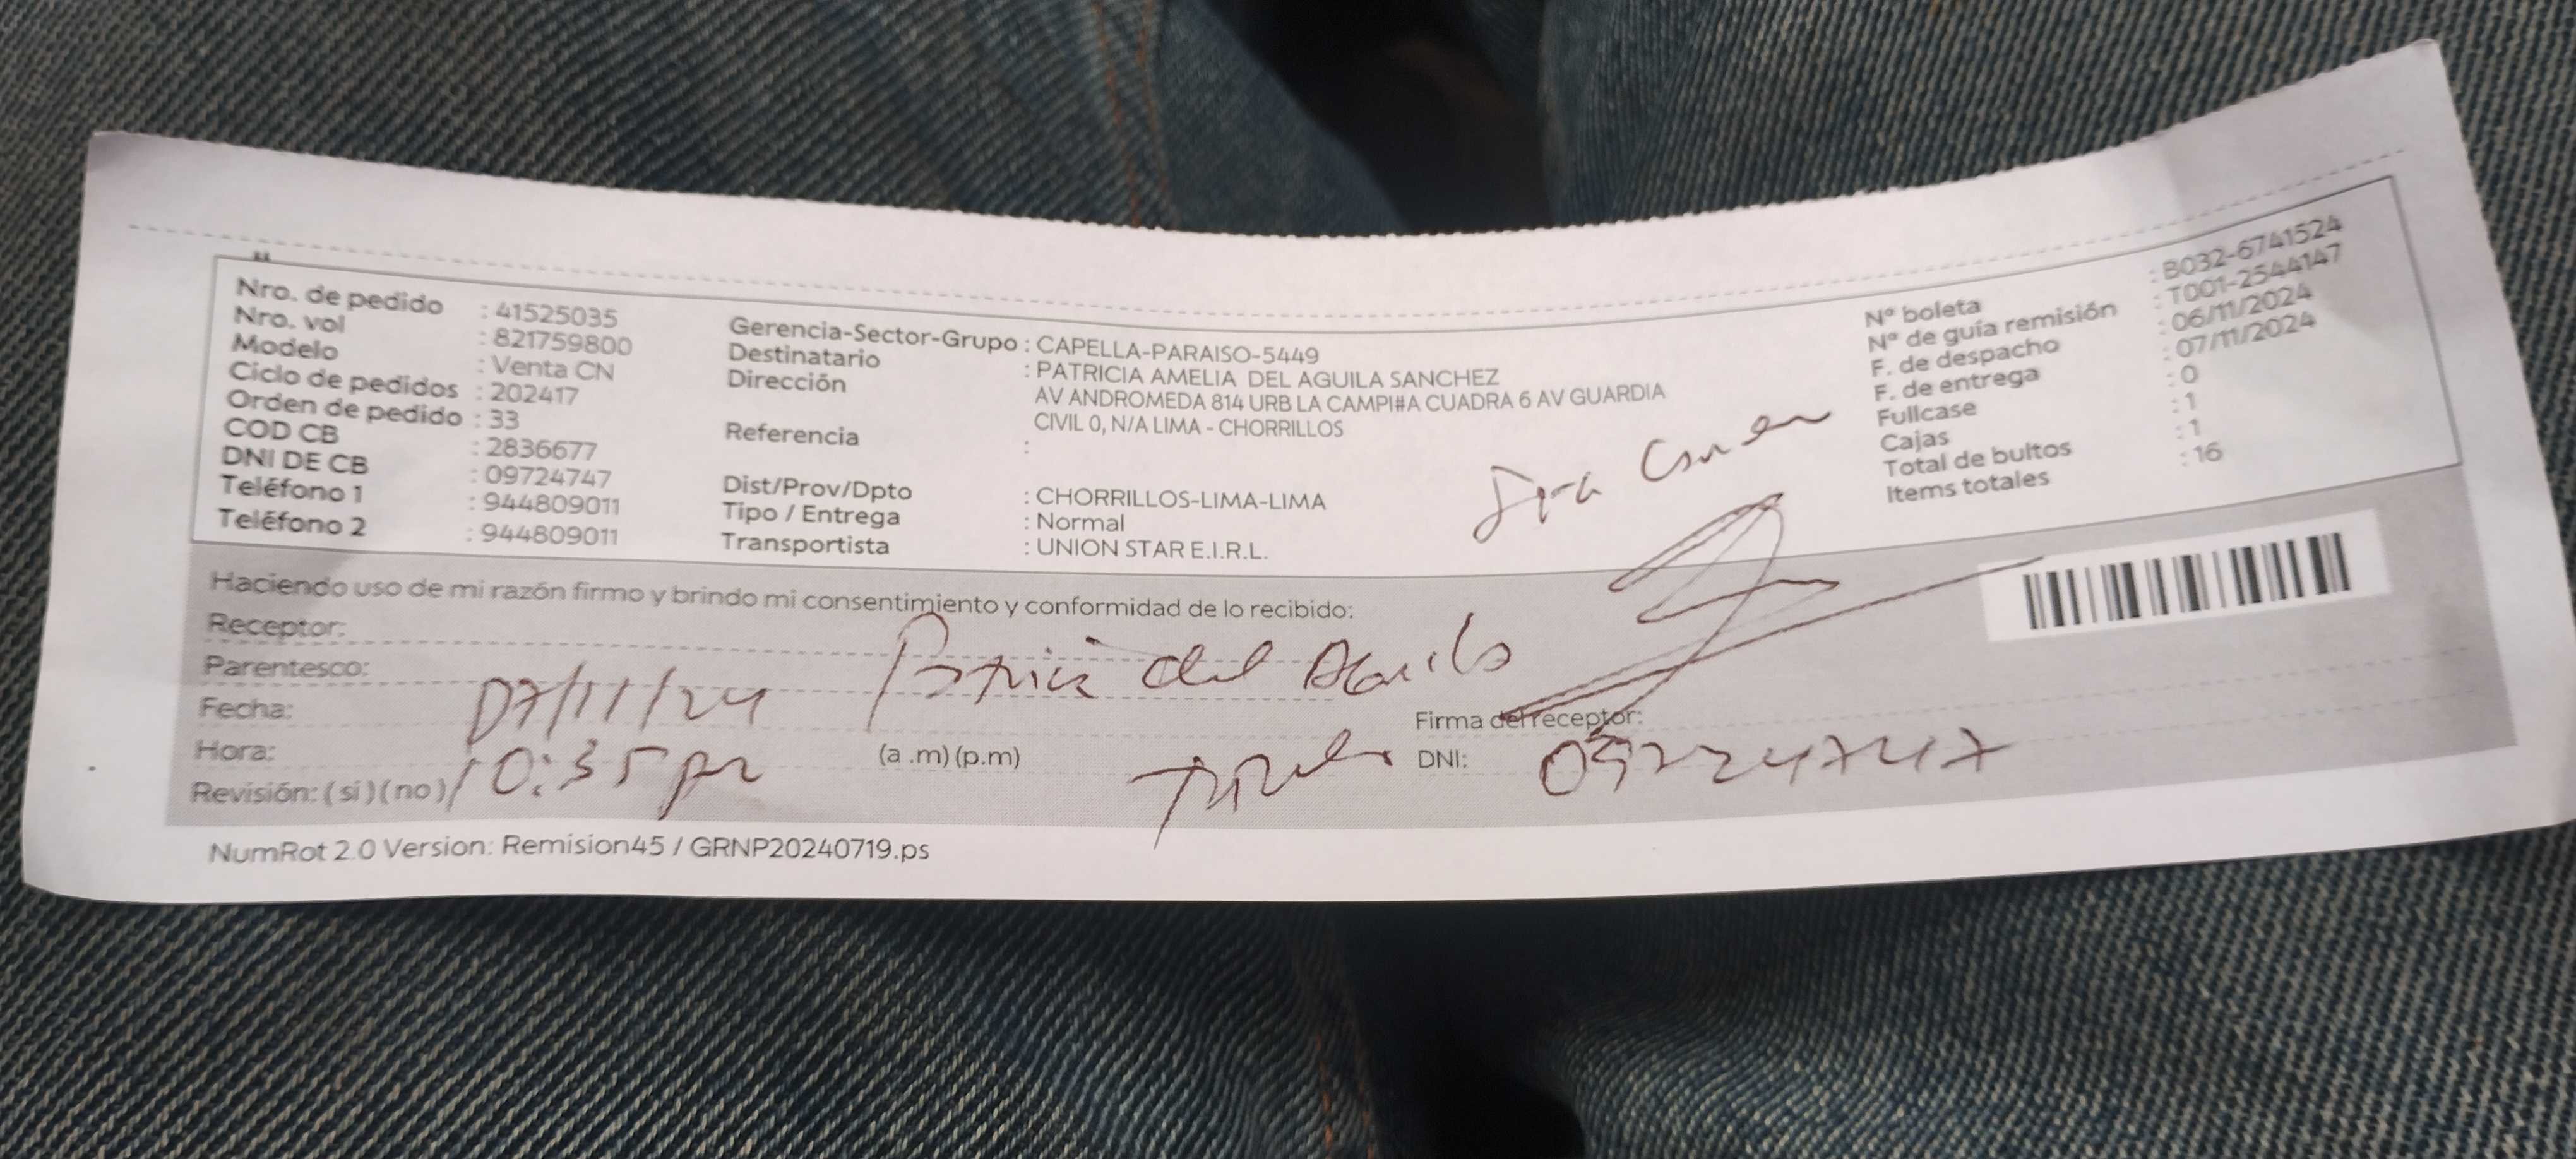 Nro. de pedido : 41525035
Nro. vol : 821759800
Modelo : Venta CN
Ciclo de pedidos : 202417
Orden de pedido : 33
COD CB : 2836677
DNI DE CB : 09724747
Teléfono 1 : 944809011
Teléfono 2 : 944809011
Gerencia-Sector-Grupo : CAPELLA-PARAISO-5449
Destinatario : PATRICIA AMELIA DEL AGUILA SANCHEZ
Dirección AV ANDROMEDA 814 URB LA CAMPI#A CUADRA 6 AV GUARDIA
CIVIL 0, N/A LIMA - CHORRILLOS
Referencia :
Dist/Prov/Dpto : CHORRILLOS-LIMA-LIMA
Tipo / Entrega : Normal
Transportista : UNION STAR E.I.R.L.
Nº boleta : B032-6741524
Nº de guía remisión : T001-2544147
F. de despacho : 06/11/2024
F. de entrega : 07/11/2024
Fullcase : 0
Cajas : 1
Total de bultos : 1
Items totales : 16
Haciendo uso de mi razón firmo y brindo mi consentimiento y conformidad de lo recibido:
Receptor:
Parentesco: Patricia del Aguila
Fecha: 07/11/24
Firma del receptor:
Hora: 10:35 (a .m) (p.m)
DNI: 09724747
Revisión: (si) (no)
NumRot 2.0 Version: Remision45 / GRNP20240719.ps